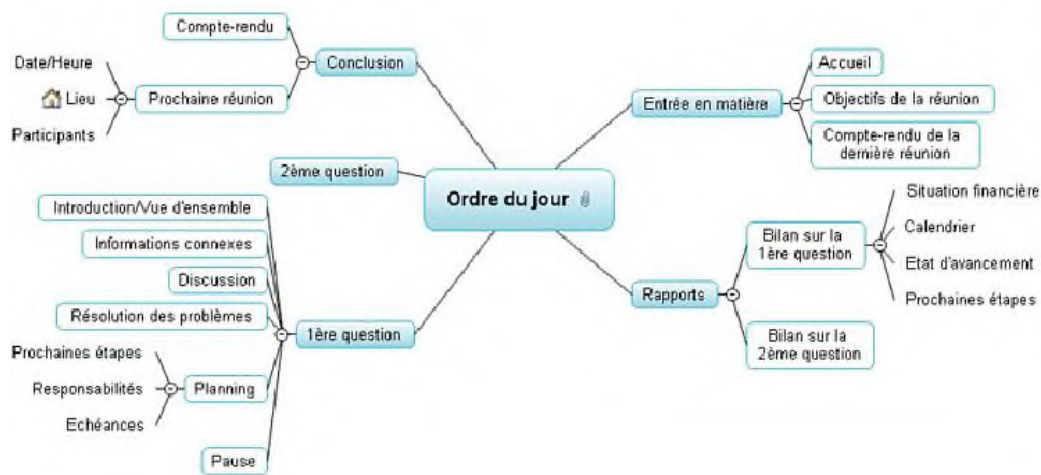 Ordre du jour
Entrée en matière
Accueil
Objectifs de la réunion
Compte-rendu de la
dernière réunion
Rapports
Bilan sur la
1ère question
Situation financière
Calendrier
Etat d'avancement
Prochaines étapes
Bilan sur la
2ème question
1ère question
Introduction/Vue d'ensemble
Informations connexes
Discussion
Résolution des problèmes
Planning
Prochaines étapes
Responsabilités
Echéances
Pause
2ème question
Conclusion
Compte-rendu
Prochaine réunion
Date/Heure
Lieu
Participants